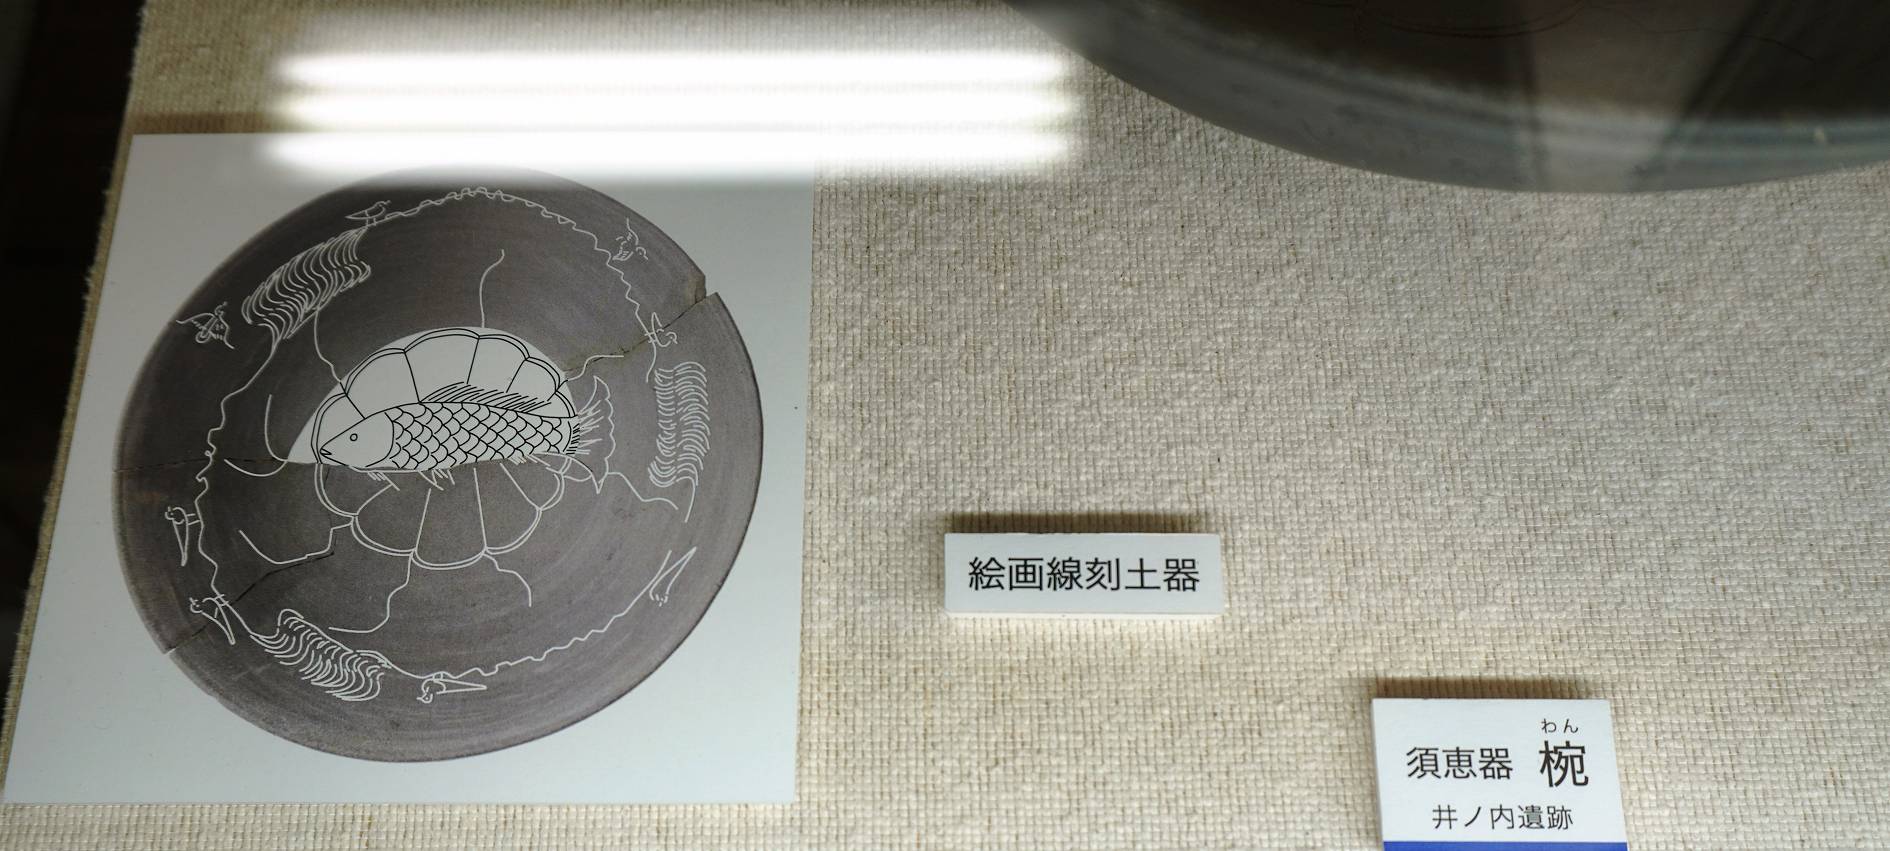 絵画線刻土器
わん
須恵器 椀
井ノ内遺跡